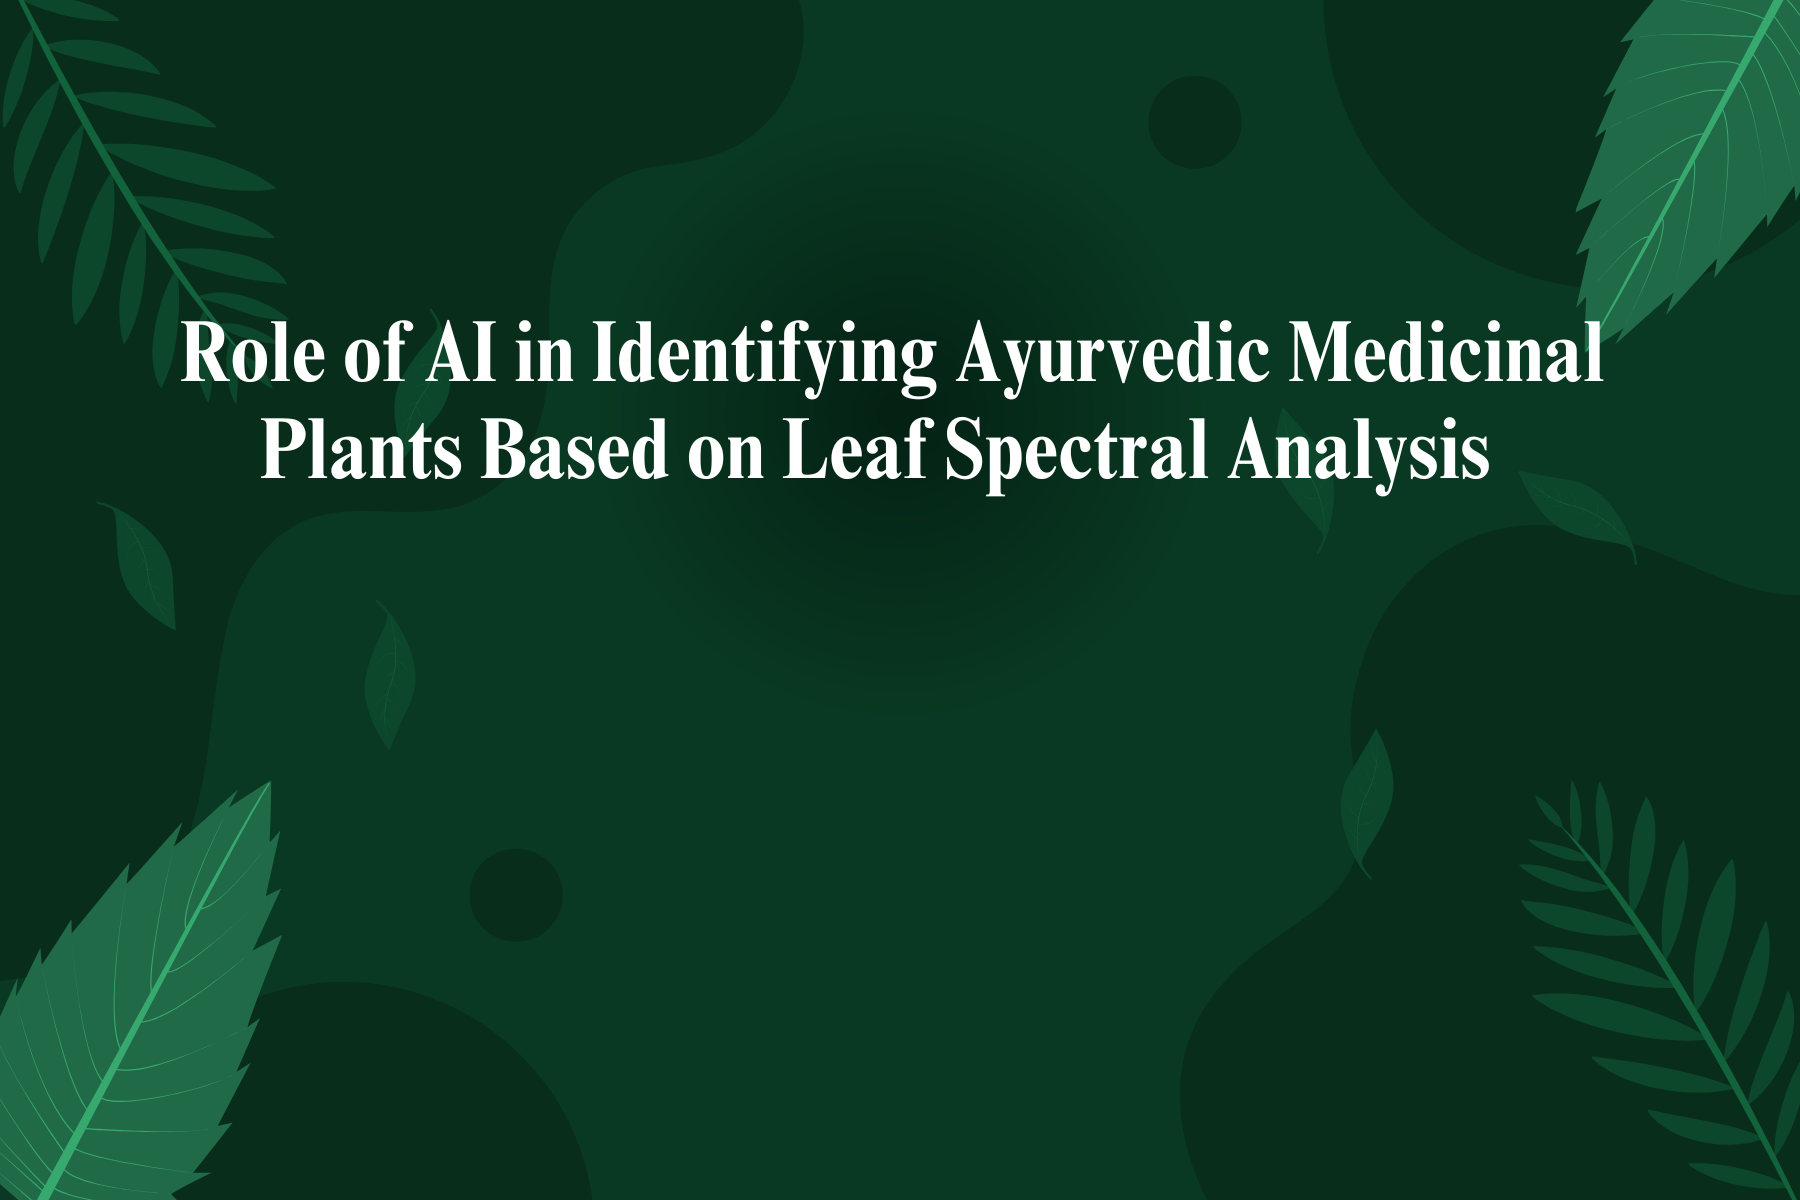 Role of AI in Identifying Ayurvedic Medicinal
Plants Based on Leaf Spectral Analysis